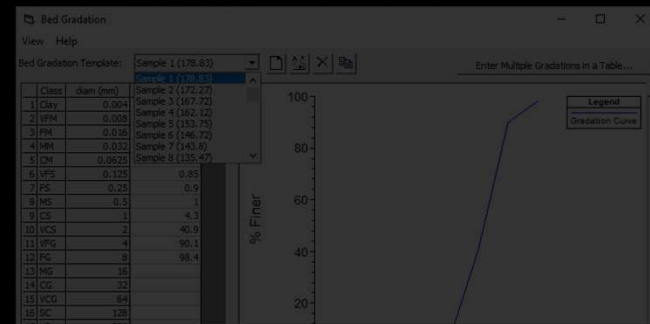 Bed Gradation
View Help
Bed Gradation Template: Sample 1 (178.83) Enter Multiple Gradations in a Table...
Sample 1 (178.83)
Sample 2 (172.27)
Sample 3 (167.72)
Sample 4 (162.12)
Sample 5 (153.75)
Sample 6 (146.72)
Sample 7 (143.8)
Sample 8 (135.47)
Class diam (mm)
1 Clay 0.004
2 VFM 0.008
3 FM 0.016
4 MM 0.032
5 CM 0.0625
6 VFS 0.125 0.85
7 FS 0.25 0.9
8 MS 0.5 1
9 CS 1 4.3
10 VCS 2 40.9
11 VFG 4 90.1
12 FG 8 98.4
13 MG 16
14 CG 32
15 VCG 64
16 SC 128
% Finer
100
80
60
40
20
Legend
Gradation Curve